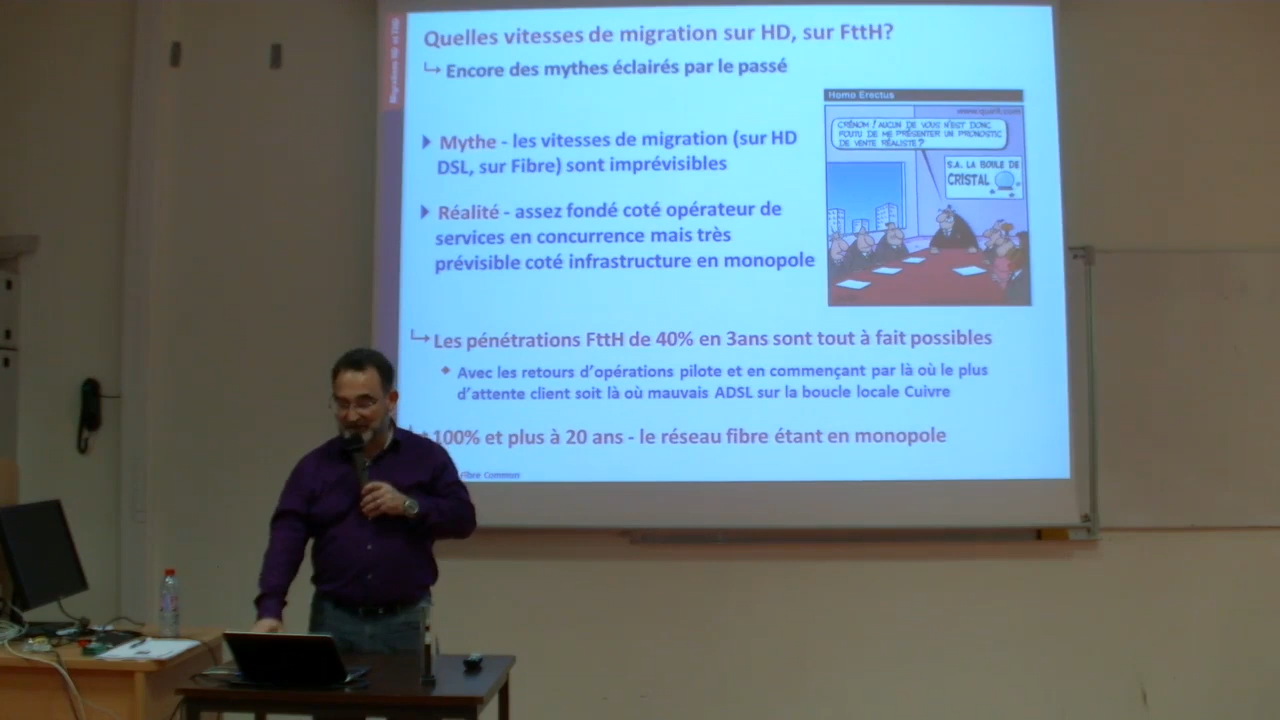 Quelles vitesses de migration sur HD, sur FttH?
Encore des mythes éclairés par le passé
Homo Erectus
CRÉNOM ! AUCUN DE VOUS N'EST DONC
FOUTU DE ME PRÉSENTER UN PRONOSTIC
DE VENTE RÉALISTE ?
S.A. LA BOULE DE
CRISTAL
Mythe - les vitesses de migration (sur HD
DSL, sur Fibre) sont imprévisibles
Réalité - assez fondé coté opérateur de
services en concurrence mais très
prévisible coté infrastructure en monopole
Les pénétrations FttH de 40% en 3ans sont tout à fait possibles
Avec les retours d'opérations pilote et en commençant par là où le plus
d'attente client soit là où mauvais ADSL sur la boucle locale Cuivre
100% et plus à 20 ans - le réseau fibre étant en monopole
Fibre